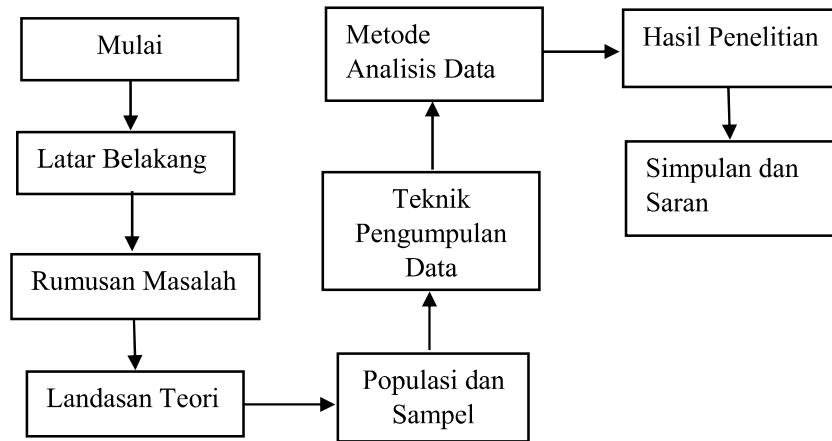 Mulai
Latar Belakang
Rumusan Masalah
Landasan Teori
Populasi dan
Sampel
Teknik
Pengumpulan
Data
Metode
Analisis Data
Hasil Penelitian
Simpulan dan
Saran